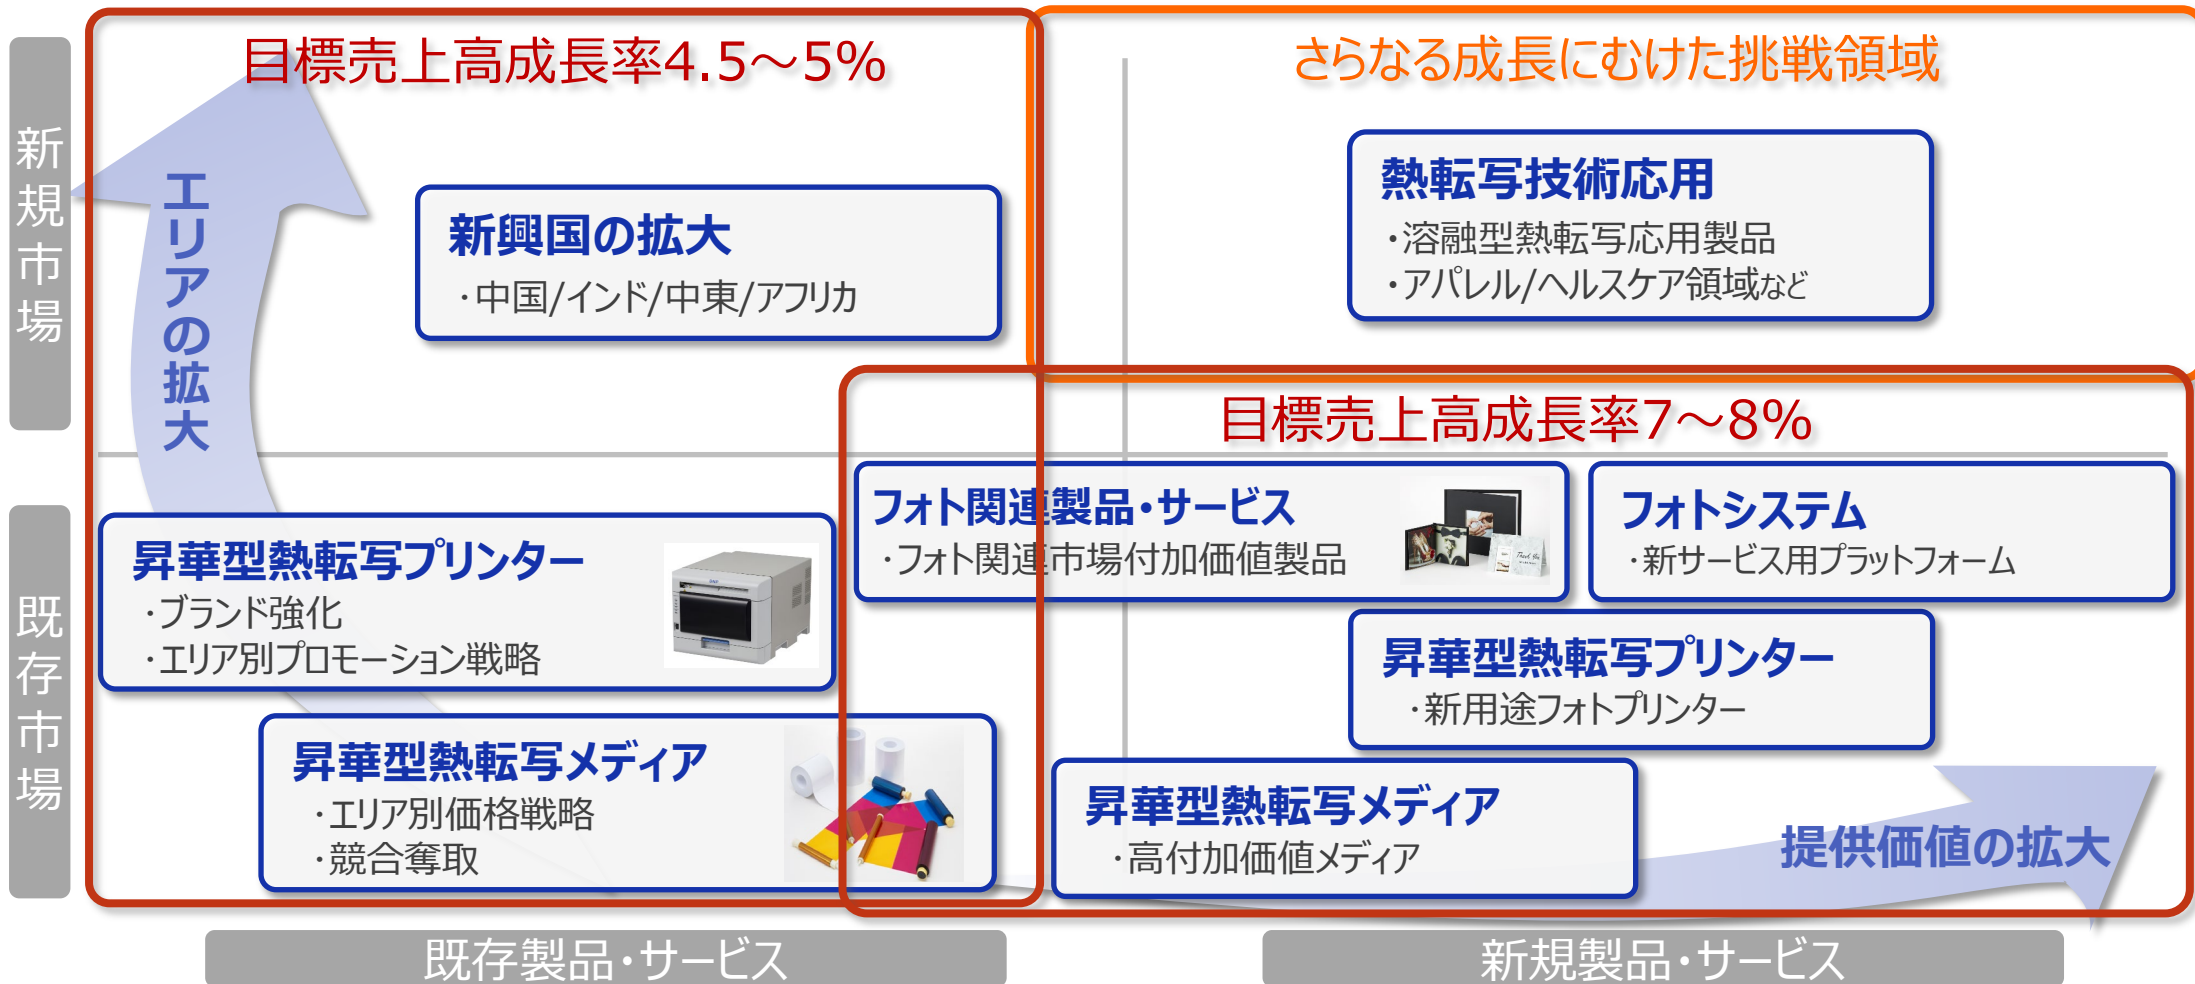 目標売上高成長率4.5～5%
さらなる成長にむけた挑戦領域
新規市場
エリアの拡大
新興国の拡大
・中国/インド/中東/アフリカ
熱転写技術応用
・溶融型熱転写応用製品
・アパレル/ヘルスケア領域など
目標売上高成長率7～8%
既存市場
昇華型熱転写プリンター
・ブランド強化
・エリア別プロモーション戦略
フォト関連製品・サービス
・フォト関連市場付加価値製品
フォトシステム
・新サービス用プラットフォーム
昇華型熱転写プリンター
・新用途フォトプリンター
昇華型熱転写メディア
・エリア別価格戦略
・競合奪取
昇華型熱転写メディア
・高付加価値メディア
提供価値の拡大
既存製品・サービス
新規製品・サービス
Thank You